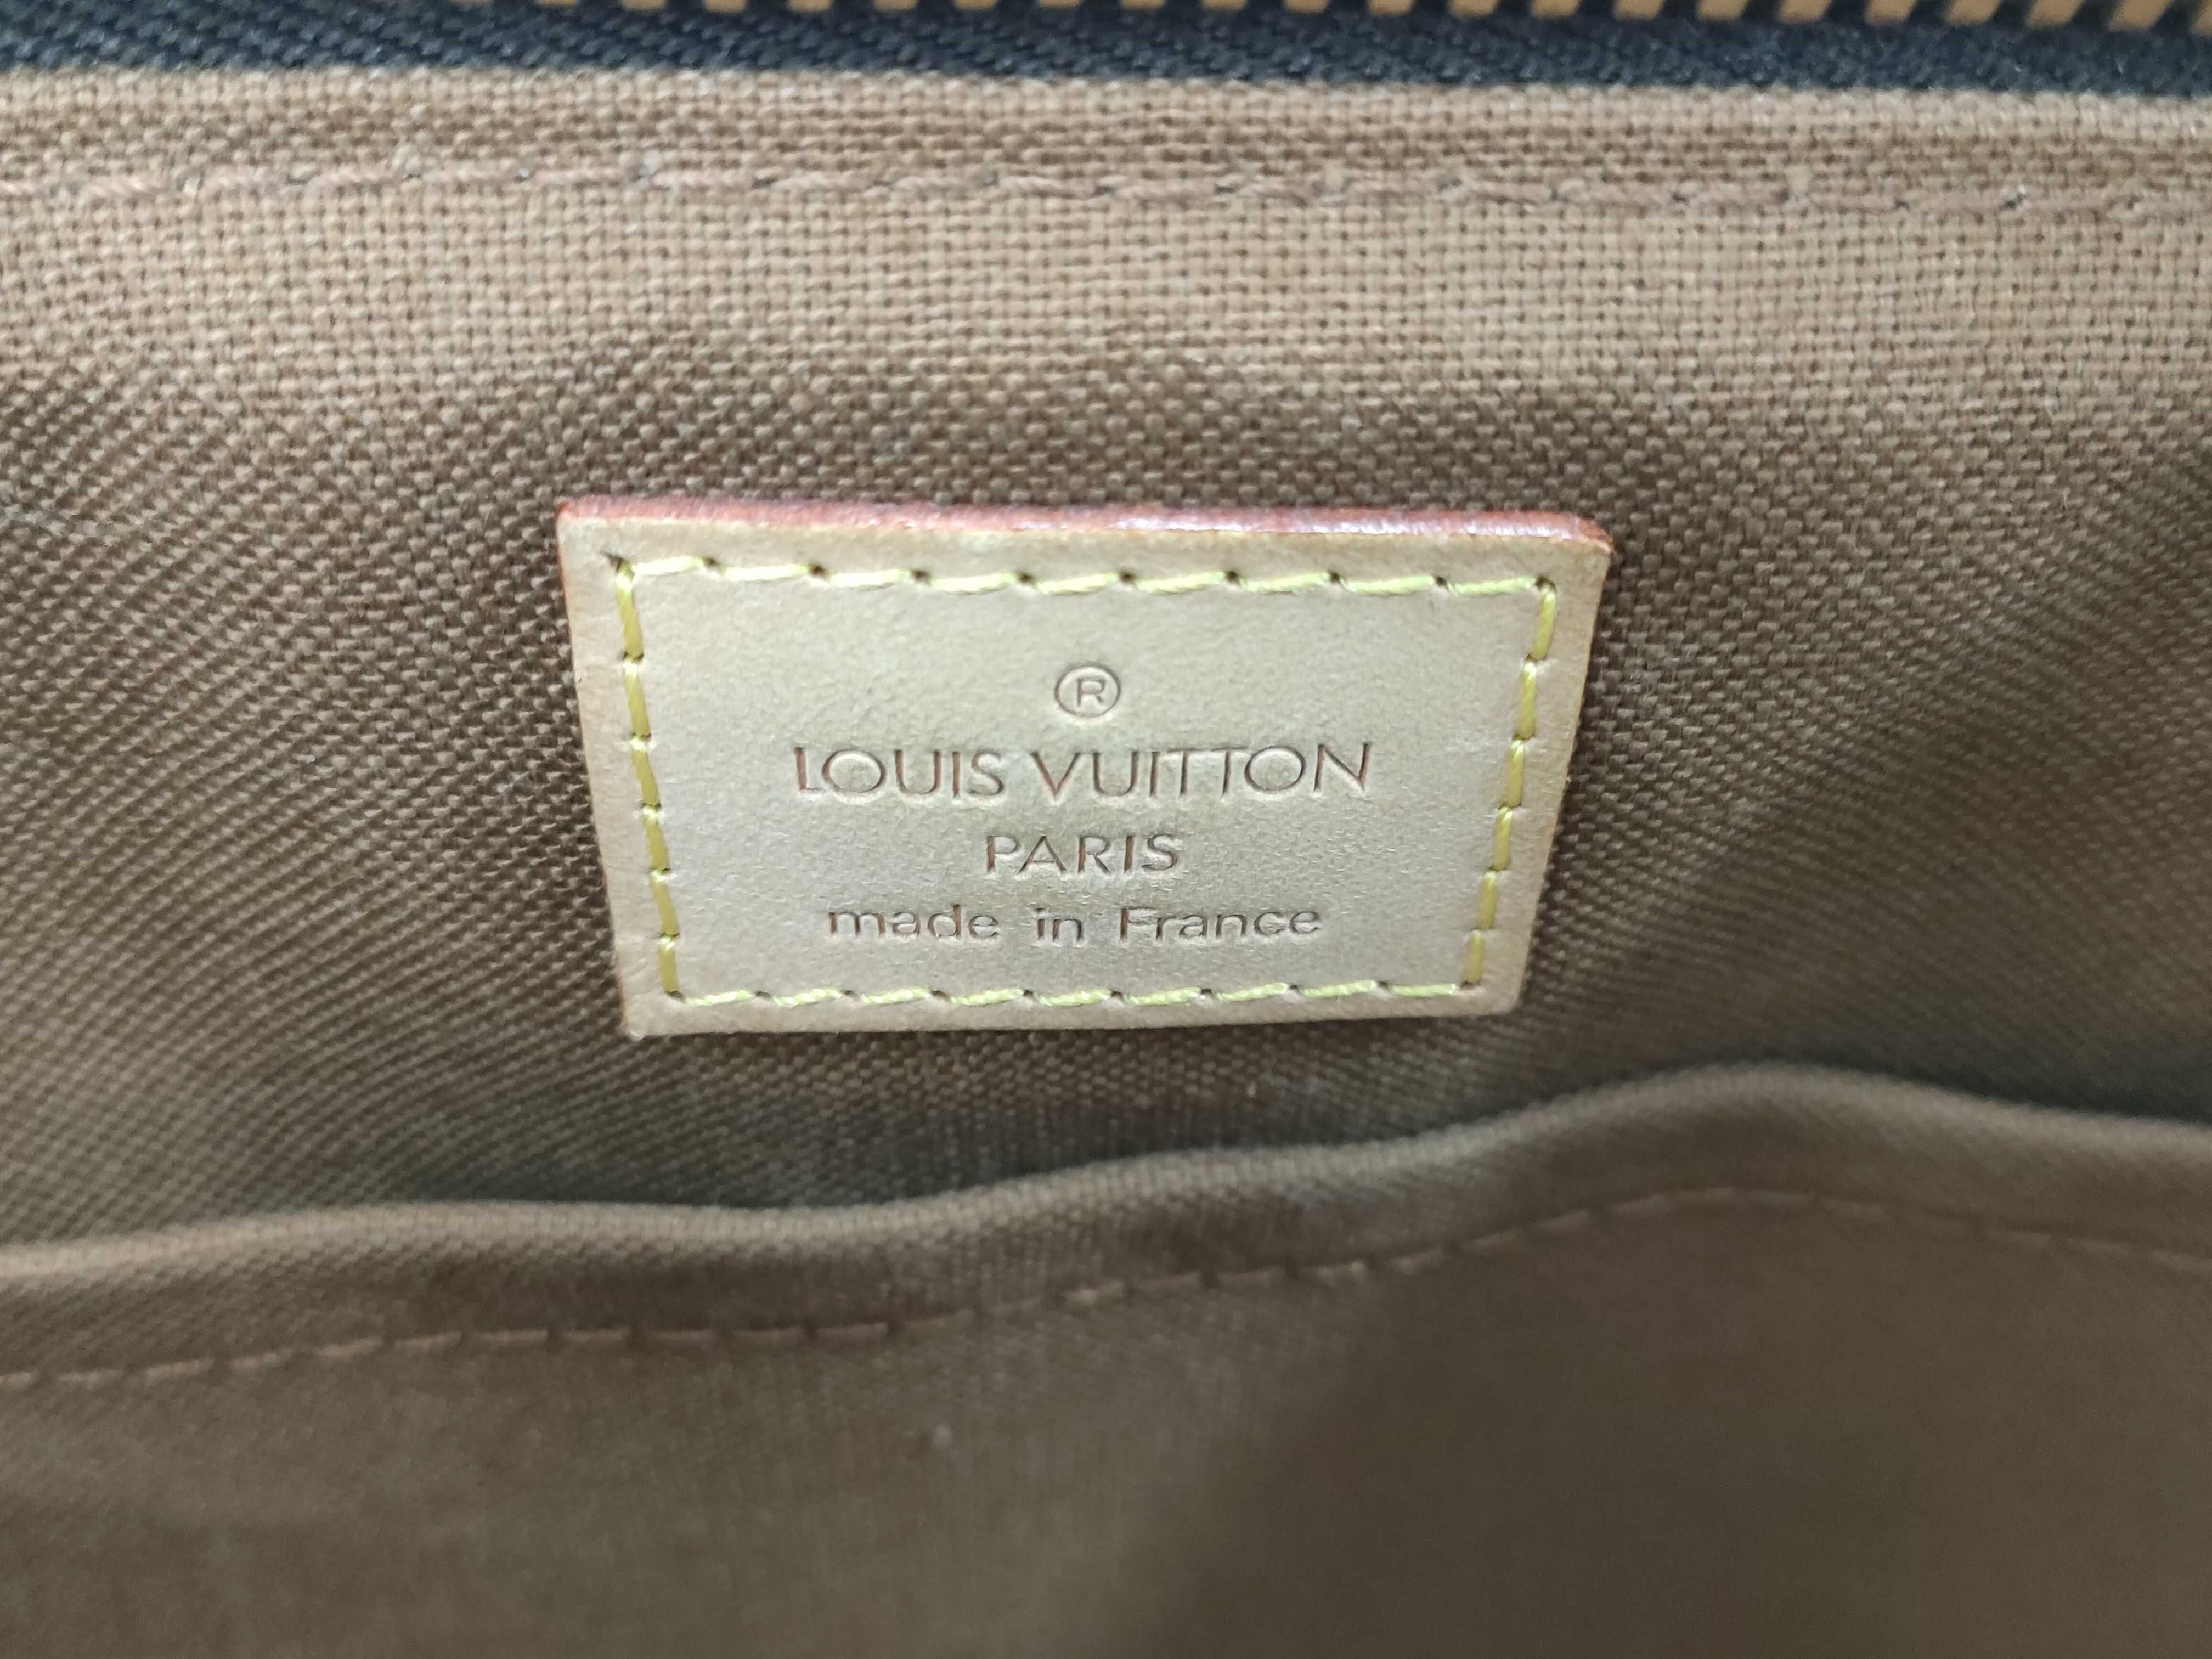 ®
LOUIS VUITTON
PARIS
made in France